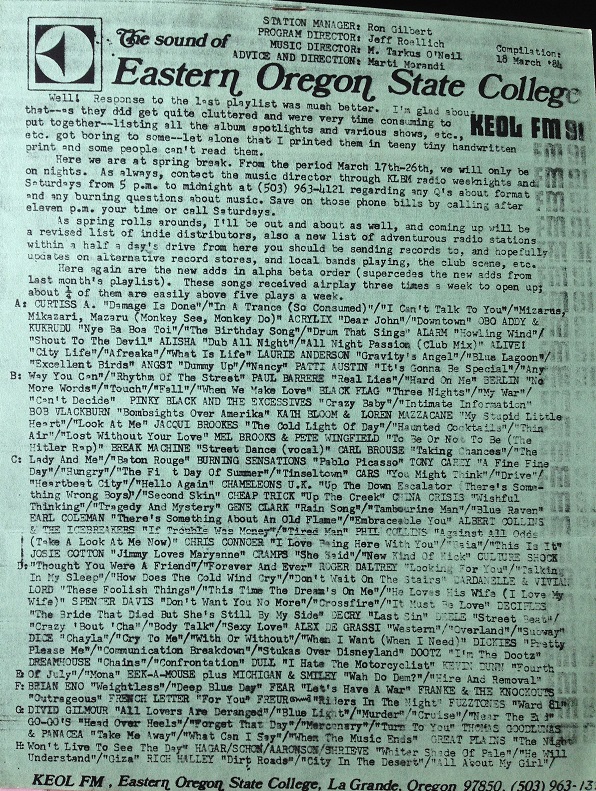 The sound of
STATION MANAGER: Ron Gilbert
PROGRAM DIRECTOR: Jeff Roellich
MUSIC DIRECTOR: M. Tarkus O'Neil
ADVICE AND DIRECTION: Marti Morandi
Compilation:
18 March '84
Eastern Oregon State College
KEOL FM 91
Well! Response to the last playlist was much better. I'm glad about
that---as they did get quite cluttered and were very time consuming to
put together--listing all the album spotlights and various shows, etc.,
etc. got boring to some--let alone that I printed them in teeny tiny handwritten
print and some people can't read them.
Here we are at spring break. From the period March 17th-26th, we will only be
on nights. As always, contact the music director through KLBM radio weeknights and
Saturdays from 5 p.m. to midnight at (503) 963-4121 regarding any Q's about format
and any burning questions about music. Save on those phone bills by calling after
eleven p.m. your time or call Saturdays.
As spring rolls around, I'll be out and about as well, and coming up will be
a revised list of indie distributors, also a new list of adventurous radio stations
within a half a day's drive from here you should be sending records to, and hopefully
updates on alternative record stores, and local bands playing, the club scene, etc.
Here again are the new adds in alpha beta order (supercedes the new adds from
last month's playlist). These songs received airplay three times a week to open up;
about ¼ of them are easily above five plays a week.
A: CURTISS A. "Damage Is Done"/"In A Trance (So Consumed)"/"I Can't Talk To You"/"Mizaru,
Mikazari, Mazaru (Monkey See, Monkey Do)" ACRYLIX "Dear John"/"Downtown" OBO ADDY &
KUKRUDU "Nye Ba Boa Toi"/"The Birthday Song"/"Drum That Sings" ALARM "Howling Wind"/
"Shout To The Devil" ALISHA "Dub All Night"/"All Night Passion (Club Mix)" ALIVE!
"City Life"/"Afreaka"/"What Is Life" LAURIE ANDERSON "Gravity's Angel"/"Blue Lagoon"/
"Excellent Birds" ANGST "Dummy Up"/"Nancy" PATTI AUSTIN "It's Gonna Be Special"/"Any
B: Way You Can"/"Rhythm Of The Street" PAUL BARRERE "Real Lies"/"Hard On Me" BERLIN "No
More Words"/"Touch"/"Fall"/"When We Make Love" BLACK FLAG "Three Nights"/"My War"/
"Can't Decide" PINKY BLACK AND THE EXCESSIVES "Crazy Baby"/"Intimate Information"
BOB VLACKBURN "Bombsights Over Amerika" KATH BLOOM & LOREN MAZZACANE "My Stupid Little
Heart"/"Look At Me" JACQUI BROOKES "The Cold Light Of Day"/"Haunted Cocktails"/"Thin
Air"/"Lost Without Your Love" MEL BROOKS & PETE WINGFIELD "To Be Or Not To Be (The
Hitler Rap)" BREAK MACHINE "Street Dance (vocal)" CARL BROUSE "Taking Chances"/"The
C: Lady And Me"/"Baton Rouge" BURNING SENSATIONS "Pablo Picasso" TONY CAREY "A Fine Fine
Day"/"Hungry"/"The First Day Of Summer"/"Tinseltown" CARS "You Might Think"/"Drive"/
"Heartbeat City"/"Hello Again" CHAMELEONS U.K. "Up The Down Escalator"/"There's Some-
thing Wrong Boys"/"Second Skin" CHEAP TRICK "Up The Creek" CHINA CRISIS "Wishful
Thinking"/"Tragedy And Mystery" GENE CLARK "Rain Song"/"Tambourine Man"/"Blue Raven"
EARL COLEMAN "There's Something About An Old Flame"/"Embraceable You" ALBERT COLLINS
& THE ICEBREAKERS "If Trouble Was Money"/"Tired Man" PHIL COLLINS "Against All Odds
(Take A Look At Me Now)" CHRIS CONNOR "I Love Being Here With You"/"Baia"/"This Is It"
JOSIE COTTON "Jimmy Loves Maryanne" CRAMPS "She Said"/"New Kind Of Kick" CULTURE SHOCK
D: "Thought You Were A Friend"/"Forever And Ever" ROGER DALTREY "Looking For You"/"Talking
In My Sleep"/"How Does The Cold Wind Cry"/"Don't Wait On The Stairs" DARDANELLE & VIVIAN
LORD "These Foolish Things"/"This Time The Dream's On Me"/"He Loves His Wife (I Love My
Wife)" SPENCER DAVIS "Don't Want You No More"/"Crossfire"/"It Must Be Love" DECIPLES
"The Bride That Died But She's Still By My Side" DECRY "Last Sin" DEELE "Street Beat"/
"Crazy 'Bout 'Cha"/"Body Talk"/"Sexy Love" ALEX DE GRASSI "Western"/"Overland"/"Subway"
DICE "Chayla"/"Cry To Me"/"With Or Without"/"When I Want (When I Need)" DICKIES "Pretty
Please Me"/"Communication Breakdown"/"Stukas Over Disneyland" DOOTZ "I'm The Dootz"
DREAMHOUSE "Chains"/"Confrontation" DULL "I Hate The Motorcyclist" KEVIN DUNN "Fourth
E: Of July"/"Mona" EEK-A-MOUSE plus MICHIGAN & SMILEY "Wah Do Dem?"/"Hire And Removal"
F: BRIAN ENO "Weightless"/"Deep Blue Day" FEAR "Let's Have A War" FRANKE & THE KNOCKOUTS
"Outrageous" FRENCH LETTER "For You" FREUR "Riders In The Night" FUZZTONES "Ward 81"
G: DIVID GILMOUR "All Lovers Are Deranged"/"Blue Light"/"Murder"/"Cruise"/"Near The End"
GO-GO'S "Head Over Heels"/"Forget That Day"/"Mercenary"/"Turn To You" THOMAS GOODLUNAS
& PANACEA "Take Me Away"/"What Can I Say"/"When The Music Ends" GREAT PLAINS "The Night
H: Won't Live To See The Day" HAGAR/SCHON/AARONSON/SHRIEVE "Whiter Shade Of Pale"/"He Will
Understand"/"Giza" RICH HALLEY "Dirt Roads"/"City In The Desert"/"All About My Girl"/
KEOL FM, Eastern Oregon State College, La Grande, Oregon 97850, (503) 963-13